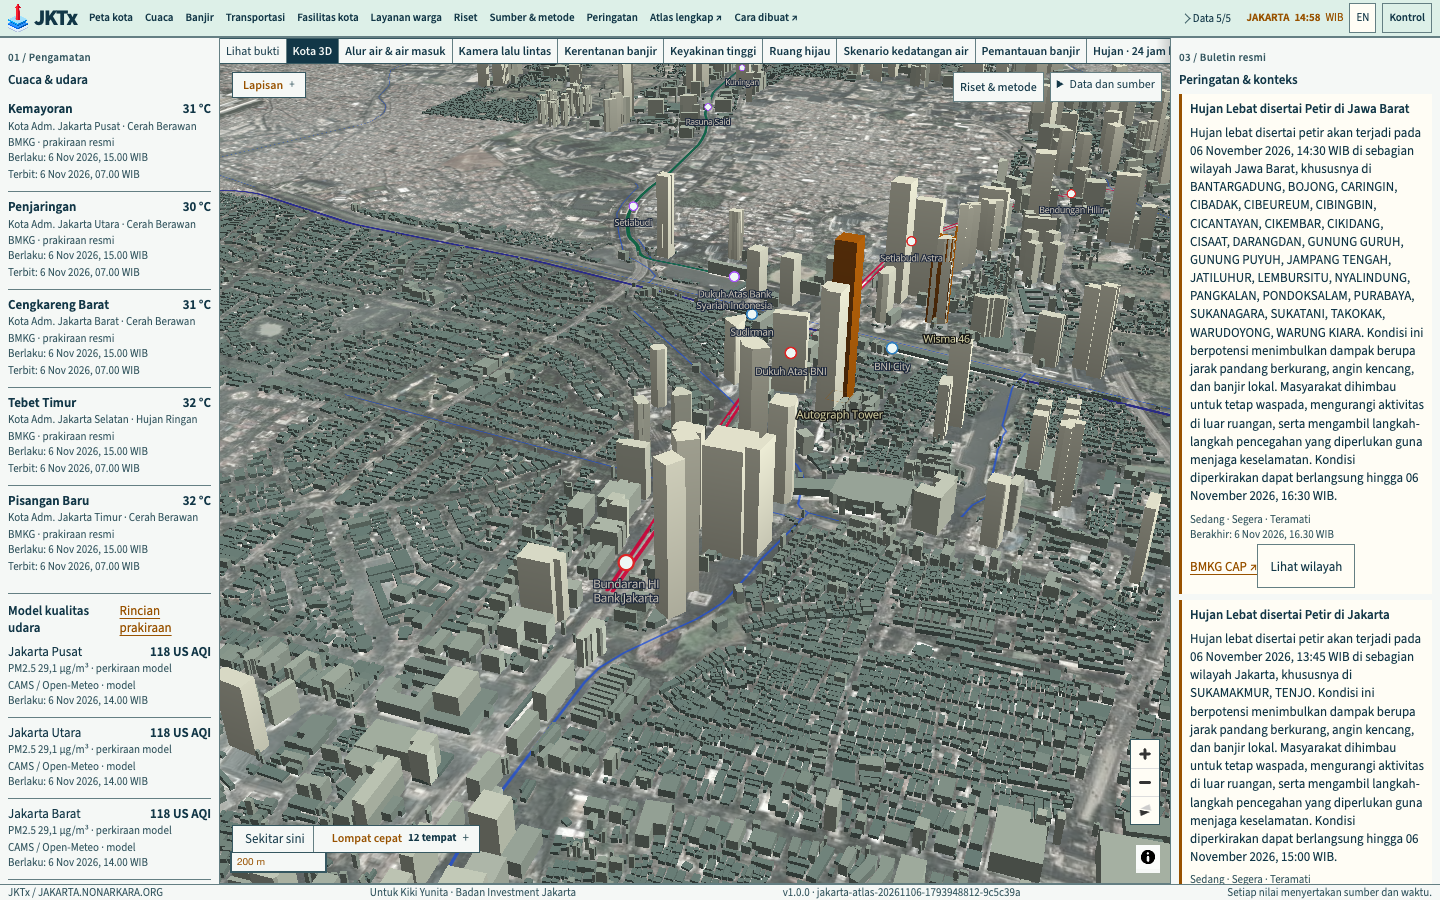 JKTx
Peta kota
Cuaca
Banjir
Transportasi
Fasilitas kota
Layanan warga
Riset
Sumber & metode
Peringatan
Atlas lengkap ↗
Cara dibuat ↗
Data 5/5
JAKARTA 14:58 WIB
EN
Kontrol
Lihat bukti
Kota 3D
Alur air & air masuk
Kamera lalu lintas
Kerentanan banjir
Keyakinan tinggi
Ruang hijau
Skenario kedatangan air
Pemantauan banjir
Hujan · 24 jam
01 / Pengamatan
Cuaca & udara
Kemayoran 31 °C
Kota Adm. Jakarta Pusat · Cerah Berawan
BMKG · prakiraan resmi
Berlaku: 6 Nov 2026, 15.00 WIB
Terbit: 6 Nov 2026, 07.00 WIB
Penjaringan 30 °C
Kota Adm. Jakarta Utara · Cerah Berawan
BMKG · prakiraan resmi
Berlaku: 6 Nov 2026, 15.00 WIB
Terbit: 6 Nov 2026, 07.00 WIB
Cengkareng Barat 31 °C
Kota Adm. Jakarta Barat · Cerah Berawan
BMKG · prakiraan resmi
Berlaku: 6 Nov 2026, 15.00 WIB
Terbit: 6 Nov 2026, 07.00 WIB
Tebet Timur 32 °C
Kota Adm. Jakarta Selatan · Hujan Ringan
BMKG · prakiraan resmi
Berlaku: 6 Nov 2026, 15.00 WIB
Terbit: 6 Nov 2026, 07.00 WIB
Pisangan Baru 32 °C
Kota Adm. Jakarta Timur · Cerah Berawan
BMKG · prakiraan resmi
Berlaku: 6 Nov 2026, 15.00 WIB
Terbit: 6 Nov 2026, 07.00 WIB
Model kualitas udara
Rincian prakiraan
Jakarta Pusat 118 US AQI
PM2.5 29,1 µg/m³ · perkiraan model
CAMS / Open-Meteo · model
Berlaku: 6 Nov 2026, 14.00 WIB
Jakarta Utara 118 US AQI
PM2.5 29,1 µg/m³ · perkiraan model
CAMS / Open-Meteo · model
Berlaku: 6 Nov 2026, 14.00 WIB
Jakarta Barat 118 US AQI
PM2.5 29,1 µg/m³ · perkiraan model
CAMS / Open-Meteo · model
Berlaku: 6 Nov 2026, 14.00 WIB
Lapisan +
Riset & metode
Data dan sumber
Kuningan
Rasuna Said
Setiabudi
Bendungan Hilir
Setiabudi Astra
Dukuh Atas Bank
Syariah Indonesia
Sudirman
Wisma 46
Dukuh Atas BNI
BNI City
Autograph Tower
Bundaran HI
Bank Jakarta
Sekitar sini
Lompat cepat 12 tempat +
200 m
03 / Buletin resmi
Peringatan & konteks
Hujan Lebat disertai Petir di Jawa Barat
Hujan lebat disertai petir akan terjadi pada
06 November 2026, 14:30 WIB di sebagian
wilayah Jawa Barat, khususnya di
BANTARGADUNG, BOJONG, CARINGIN,
CIBADAK, CIBEUREUM, CIBINGBIN,
CICANTAYAN, CIKEMBAR, CIKIDANG,
CISAAT, DARANGDAN, GUNUNG GURUH,
GUNUNG PUYUH, JAMPANG TENGAH,
JATILUHUR, LEMBURSITU, NYALINDUNG,
PANGKALAN, PONDOKSALAM, PURABAYA,
SUKANAGARA, SUKATANI, TAKOKAK,
WARUDOYONG, WARUNG KIARA. Kondisi ini
berpotensi menimbulkan dampak berupa
jarak pandang berkurang, angin kencang,
dan banjir lokal. Masyarakat dihimbau
untuk tetap waspada, mengurangi aktivitas
di luar ruangan, serta mengambil langkah-
langkah pencegahan yang diperlukan guna
menjaga keselamatan. Kondisi
diperkirakan dapat berlangsung hingga 06
November 2026, 16:30 WIB.
Sedang · Segera · Teramati
Berakhir: 6 Nov 2026, 16.30 WIB
BMKG CAP ↗
Lihat wilayah
Hujan Lebat disertai Petir di Jakarta
Hujan lebat disertai petir akan terjadi pada
06 November 2026, 13:45 WIB di sebagian
wilayah Jakarta, khususnya di
SUKAMAKMUR, TENJO. Kondisi ini
berpotensi menimbulkan dampak berupa
jarak pandang berkurang, angin kencang,
dan banjir lokal. Masyarakat dihimbau
untuk tetap waspada, mengurangi aktivitas
di luar ruangan, serta mengambil langkah-
langkah pencegahan yang diperlukan guna
menjaga keselamatan. Kondisi
diperkirakan dapat berlangsung hingga 06
November 2026, 15:00 WIB.
Sedang · Segera · Teramati
JKTx / JAKARTA.NONARKARA.ORG
Untuk Kiki Yunita · Badan Investment Jakarta
v1.0.0 · jakarta-atlas-20261106-1793948812-9c5c39a
Setiap nilai menyertakan sumber dan waktu.